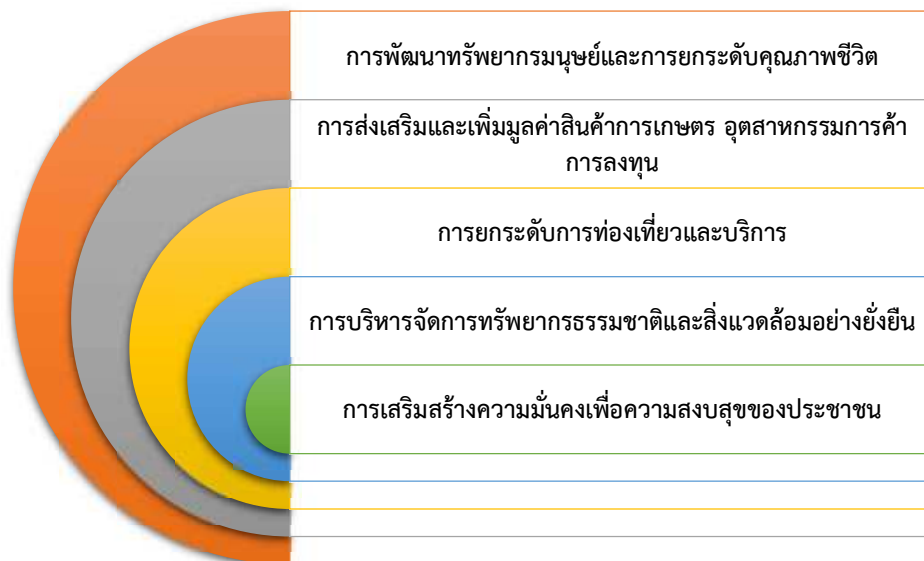 การพัฒนาทรัพยากรมนุษย์และการยกระดับคุณภาพชีวิต
การส่งเสริมและเพิ่มมูลค่าสินค้าการเกษตร อุตสาหกรรมการค้า
การลงทุน
การยกระดับการท่องเที่ยวและบริการ
การบริหารจัดการทรัพยากรธรรมชาติและสิ่งแวดล้อมอย่างยั่งยืน
การเสริมสร้างความมั่นคงเพื่อความสงบสุขของประชาชน